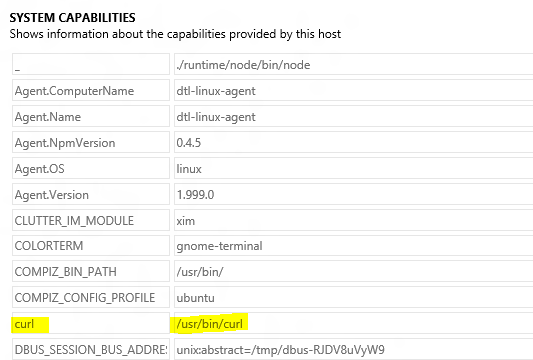 SYSTEM CAPABILITIES
Shows information about the capabilities provided by this host
_ ./runtime/node/bin/node
Agent.ComputerName dtl-linux-agent
Agent.Name dtl-linux-agent
Agent.NpmVersion 0.4.5
Agent.OS linux
Agent.Version 1.999.0
CLUTTER_IM_MODULE xim
COLORTERM gnome-terminal
COMPIZ_BIN_PATH /usr/bin/
COMPIZ_CONFIG_PROFILE ubuntu
curl /usr/bin/curl
DBUS_SESSION_BUS_ADDRE unix:abstract=/tmp/dbus-RJDV8uVyW9